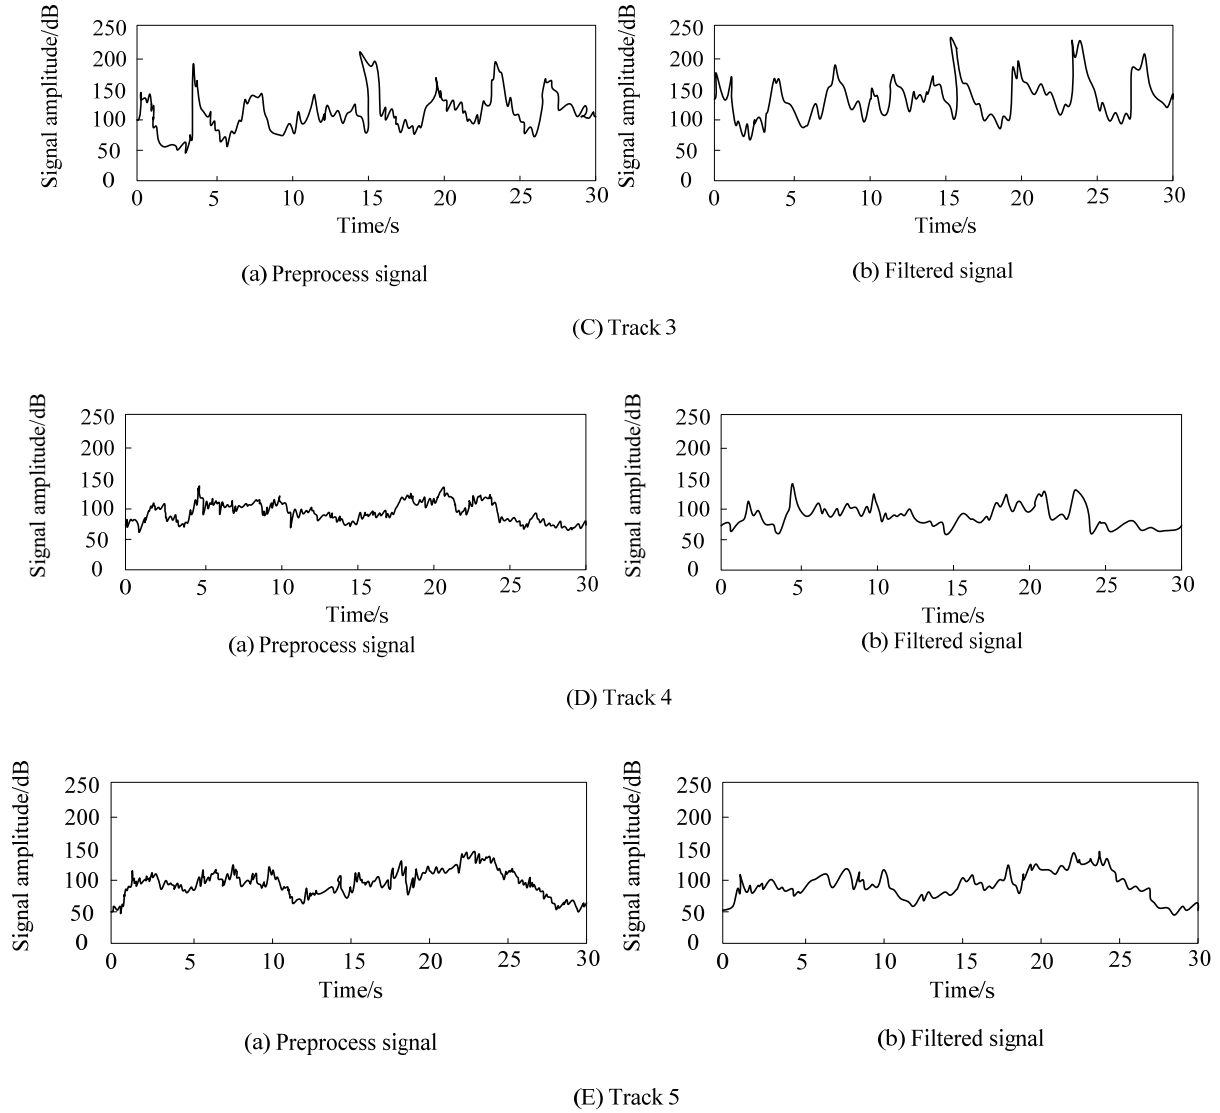 Signal amplitude/dB
250
200
150
100
50
0
0 5 10 15 20 25 30
Time/s
(a) Preprocess signal
Signal amplitude/dB
250
200
150
100
50
0
0 5 10 15 20 25 30
Time/s
(b) Filtered signal
(C) Track 3
Signal amplitude/dB
250
200
150
100
50
0
0 5 10 15 20 25 30
Time/s
(a) Preprocess signal
Signal amplitude/dB
250
200
150
100
50
0
0 5 10 15 20 25 30
Time/s
(b) Filtered signal
(D) Track 4
Signal amplitude/dB
250
200
150
100
50
0
0 5 10 15 20 25 30
Time/s
(a) Preprocess signal
Signal amplitude/dB
250
200
150
100
50
0
0 5 10 15 20 25 30
Time/s
(b) Filtered signal
(E) Track 5